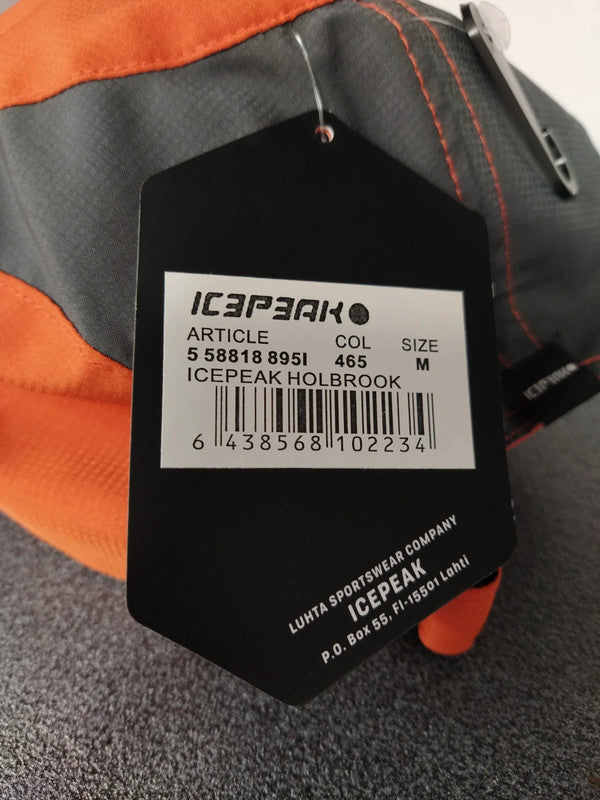 ICEPEAK
ARTICLE COL SIZE
5 58818 895I 465 M
ICEPEAK HOLBROOK
6 438568 102234
LUHTA SPORTSWEAR COMPANY
ICEPEAK
P.O. Box 55, FI-15501 Lahti
ICEPEAK